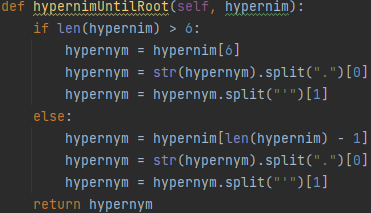 def hypernimUntilRoot(self, hypernim):
    if len(hypernim) > 6:
        hypernym = hypernim[6]
        hypernym = str(hypernym).split(".")[0]
        hypernym = hypernym.split("'")[1]
    else:
        hypernym = hypernim[len(hypernim) - 1]
        hypernym = str(hypernym).split(".")[0]
        hypernym = hypernym.split("'")[1]
    return hypernym